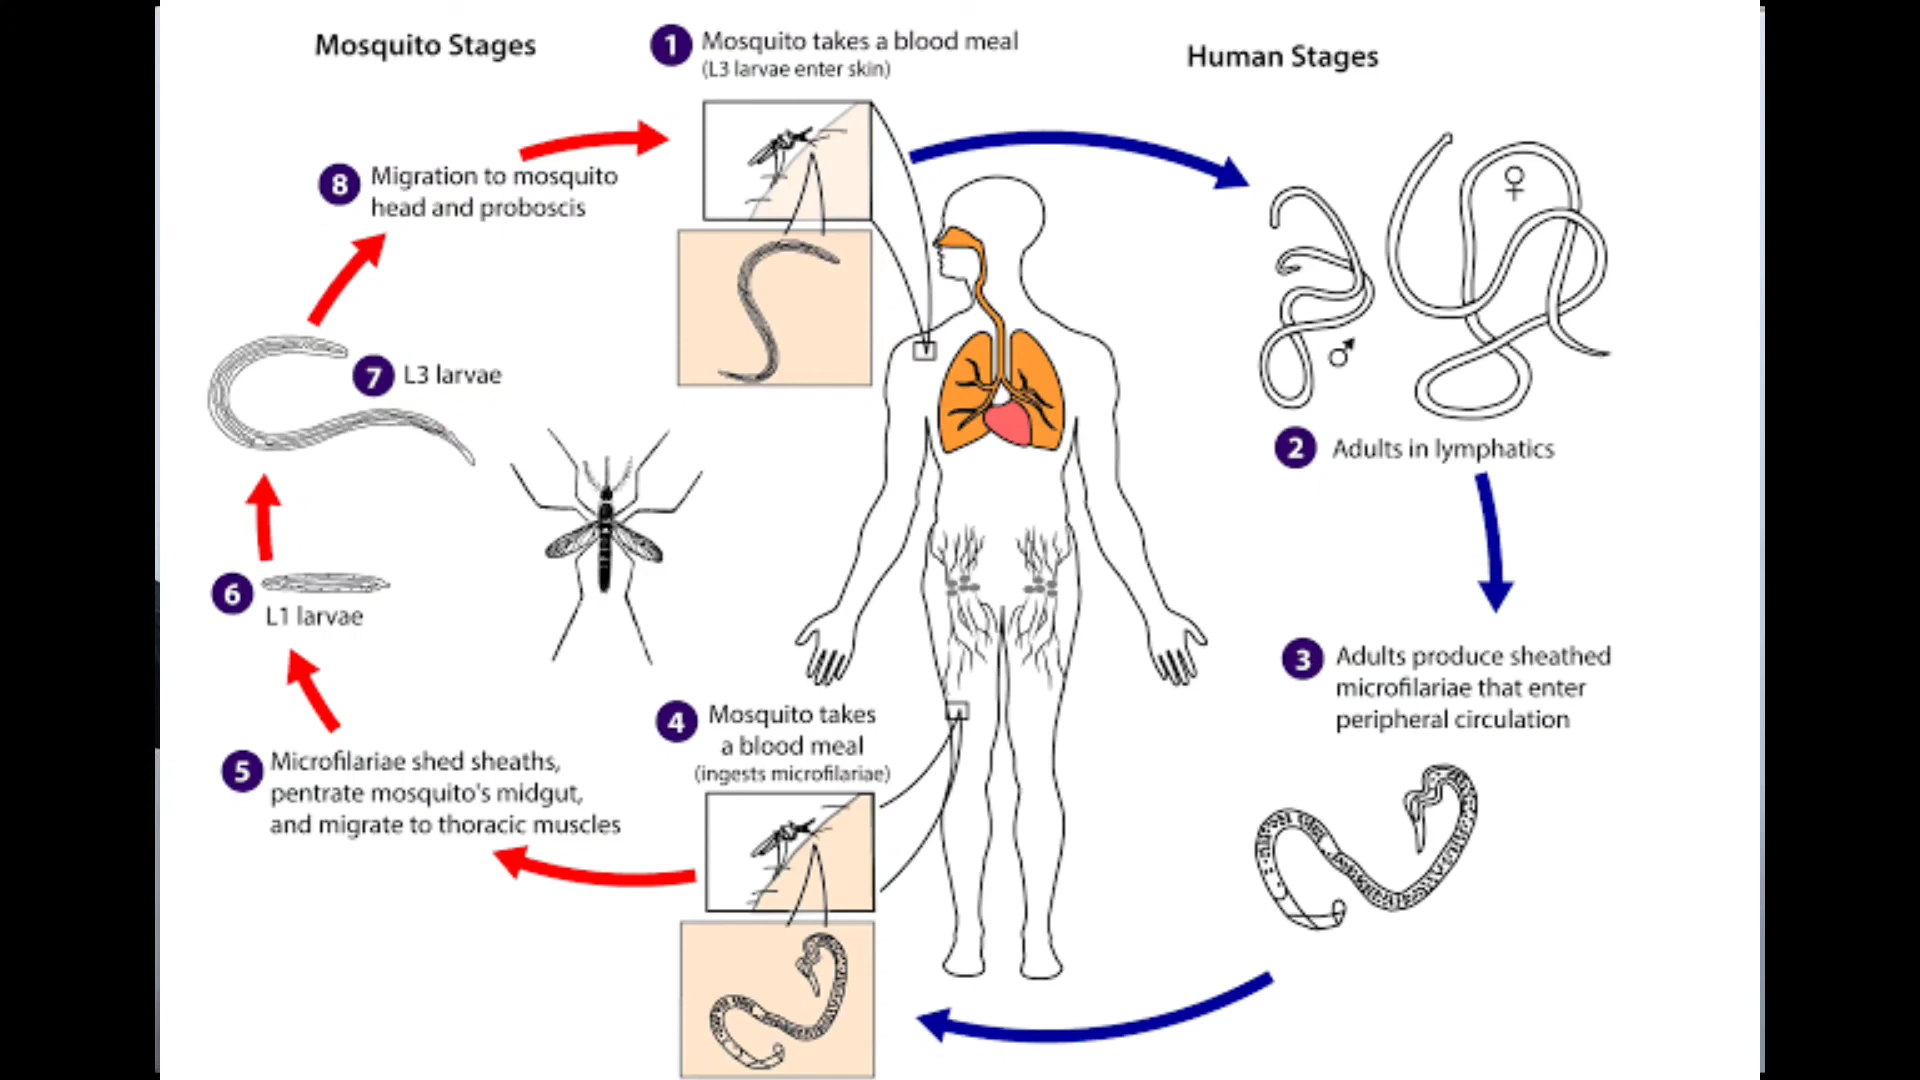 Mosquito Stages
1 Mosquito takes a blood meal
(L3 larvae enter skin)
Human Stages
8 Migration to mosquito
head and proboscis
♀
7 L3 larvae
♂
2 Adults in lymphatics
6
L1 larvae
3 Adults produce sheathed
microfilariae that enter
peripheral circulation
4 Mosquito takes
a blood meal
(ingests microfilariae)
5 Microfilariae shed sheaths,
pentrate mosquito's midgut,
and migrate to thoracic muscles